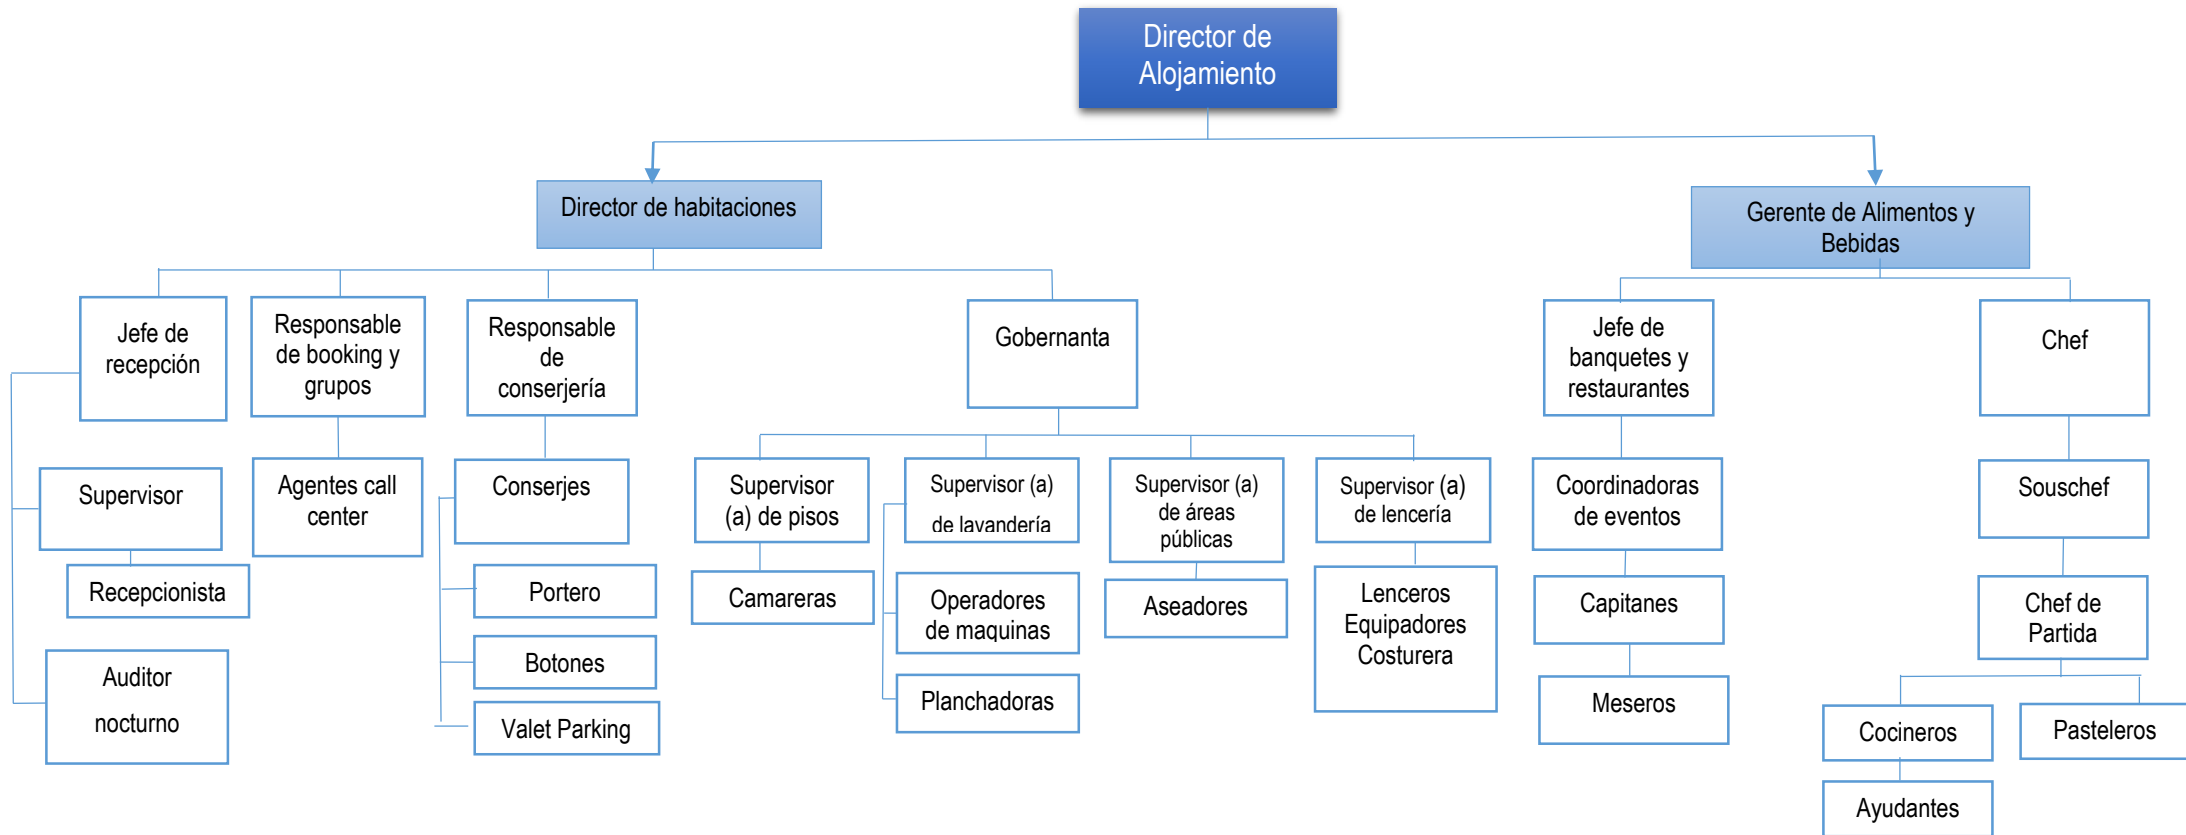 Director de
Alojamiento
Director de habitaciones
Gerente de Alimentos y
Bebidas
Jefe de
recepción
Responsable
de booking y
grupos
Responsable
de
conserjería
Gobernanta
Jefe de
banquetes y
restaurantes
Chef
Supervisor
Agentes call
center
Conserjes
Supervisor
(a) de pisos
Supervisor (a)
de lavandería
Supervisor (a)
de áreas
públicas
Supervisor (a)
de lencería
Coordinadoras
de eventos
Souschef
Recepcionista
Portero
Camareras
Operadores
de maquinas
Aseadores
Lenceros
Equipadores
Costurera
Capitanes
Chef de
Partida
Auditor
nocturno
Botones
Valet Parking
Planchadoras
Meseros
Cocineros
Pasteleros
Ayudantes